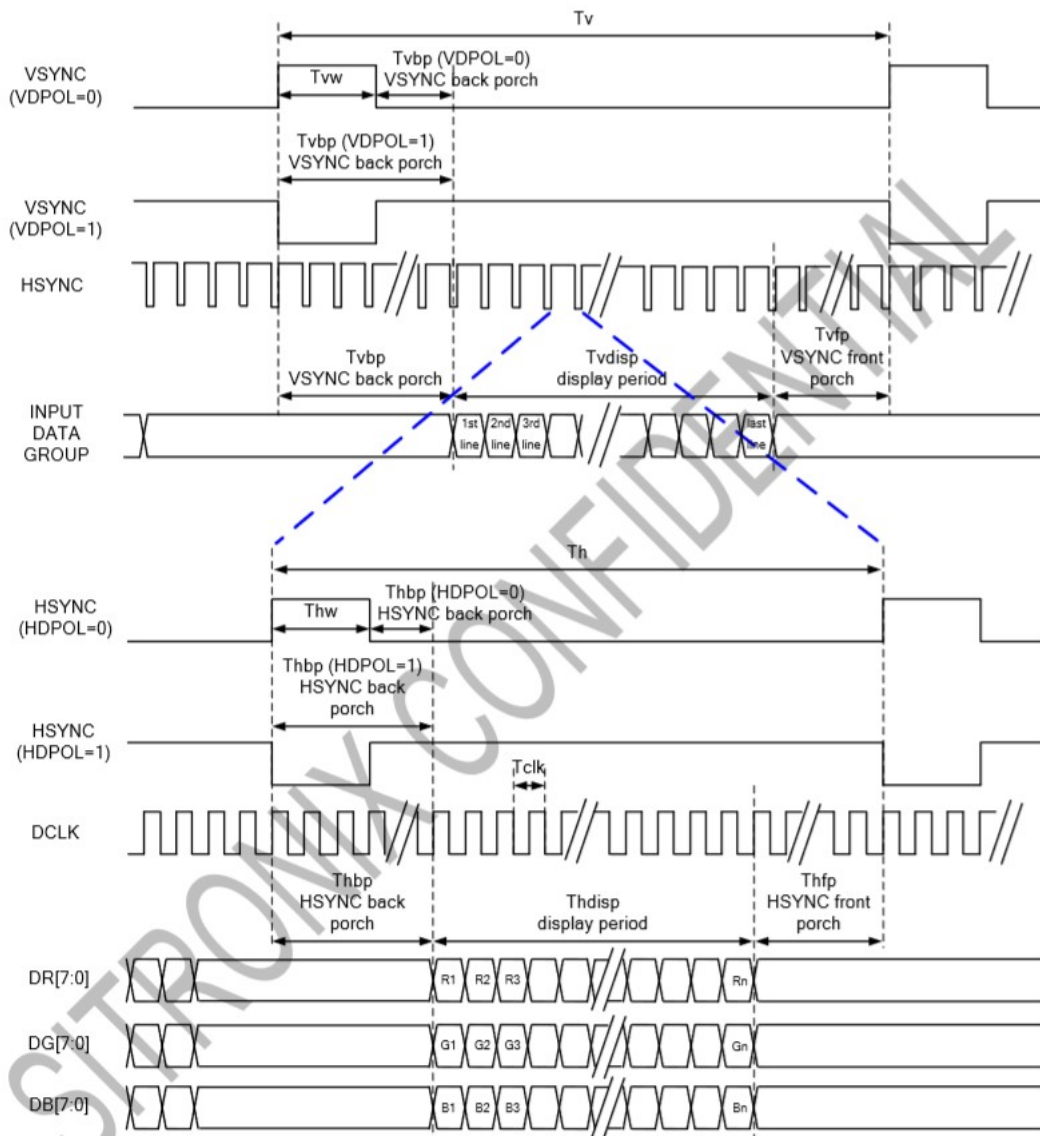 Tv
Tvbp (VDPOL=0)
VSYNC back porch
VSYNC
(VDPOL=0)
Tvw
Tvbp (VDPOL=1)
VSYNC back porch
VSYNC
(VDPOL=1)
HSYNC
Tvbp
VSYNC back porch
Tvdisp
display period
Tvfp
VSYNC front
porch
INPUT
DATA
GROUP
1st
line
2nd
line
3rd
line
last
line
Th
Thbp (HDPOL=0)
HSYNC back porch
HSYNC
(HDPOL=0)
Thw
Thbp (HDPOL=1)
HSYNC back
porch
HSYNC
(HDPOL=1)
Tclk
DCLK
Thbp
HSYNC back
porch
Thdisp
display period
Thfp
HSYNC front
porch
DR[7:0]
R1 R2 R3 Rn
DG[7:0]
G1 G2 G3 Gn
DB[7:0]
B1 B2 B3 Bn
SITRONIX CONFIDENTIAL